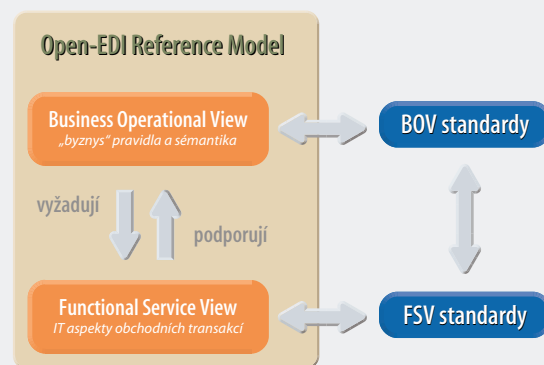 Open-EDI Reference Model
Business Operational View
„byznys“ pravidla a sémantika
BOV standardy
vyžadují
podporují
Functional Service View
IT aspekty obchodních transakcí
FSV standardy